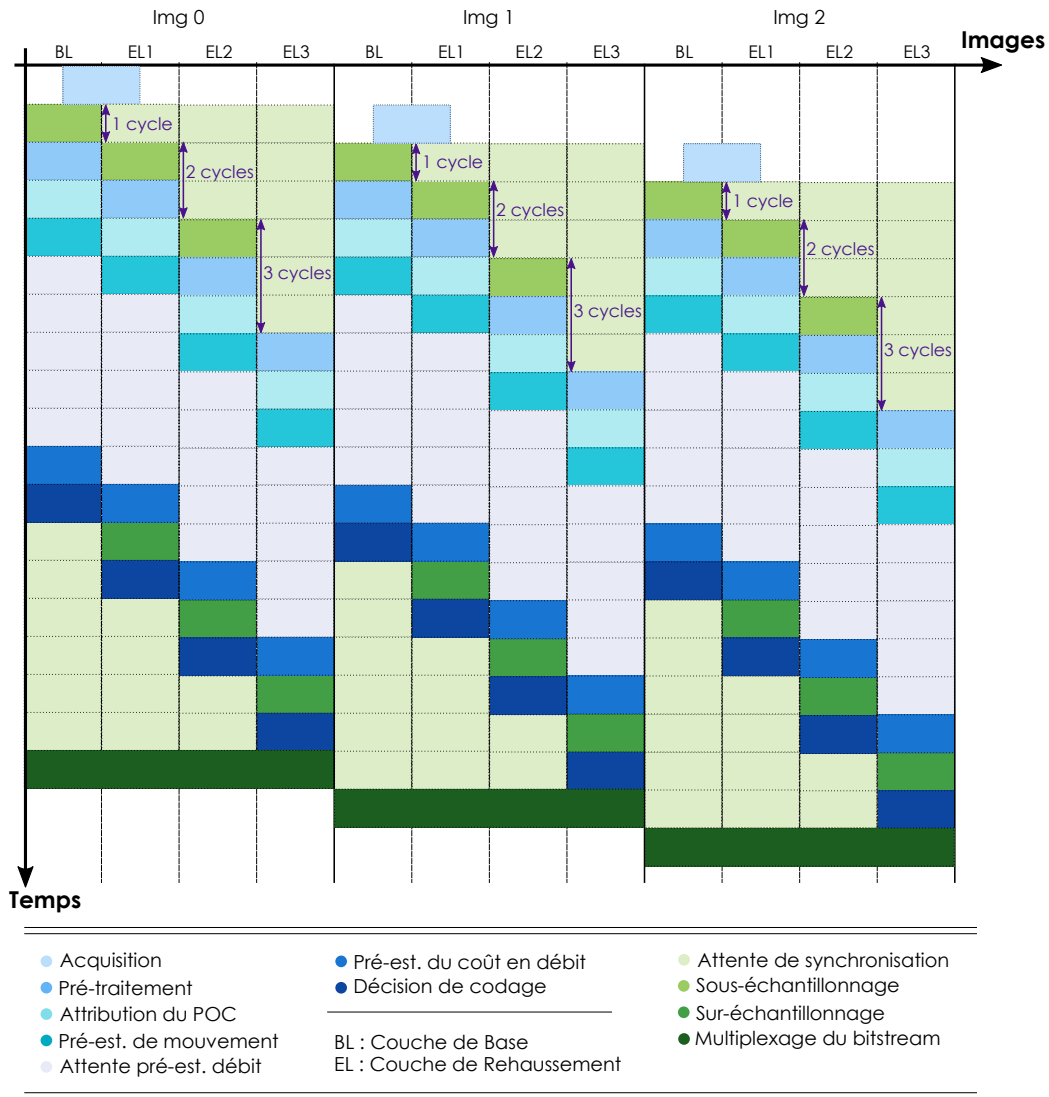 Img 0
Img 1
Img 2
BL
EL1
EL2
EL3
BL
EL1
EL2
EL3
BL
EL1
EL2
EL3
Images
1 cycle
2 cycles
3 cycles
1 cycle
2 cycles
3 cycles
1 cycle
2 cycles
3 cycles
Temps
Acquisition
Pré-traitement
Attribution du POC
Pré-est. de mouvement
Attente pré-est. débit
Pré-est. du coût en débit
Décision de codage
BL : Couche de Base
EL : Couche de Rehaussement
Attente de synchronisation
Sous-échantillonnage
Sur-échantillonnage
Multiplexage du bitstream